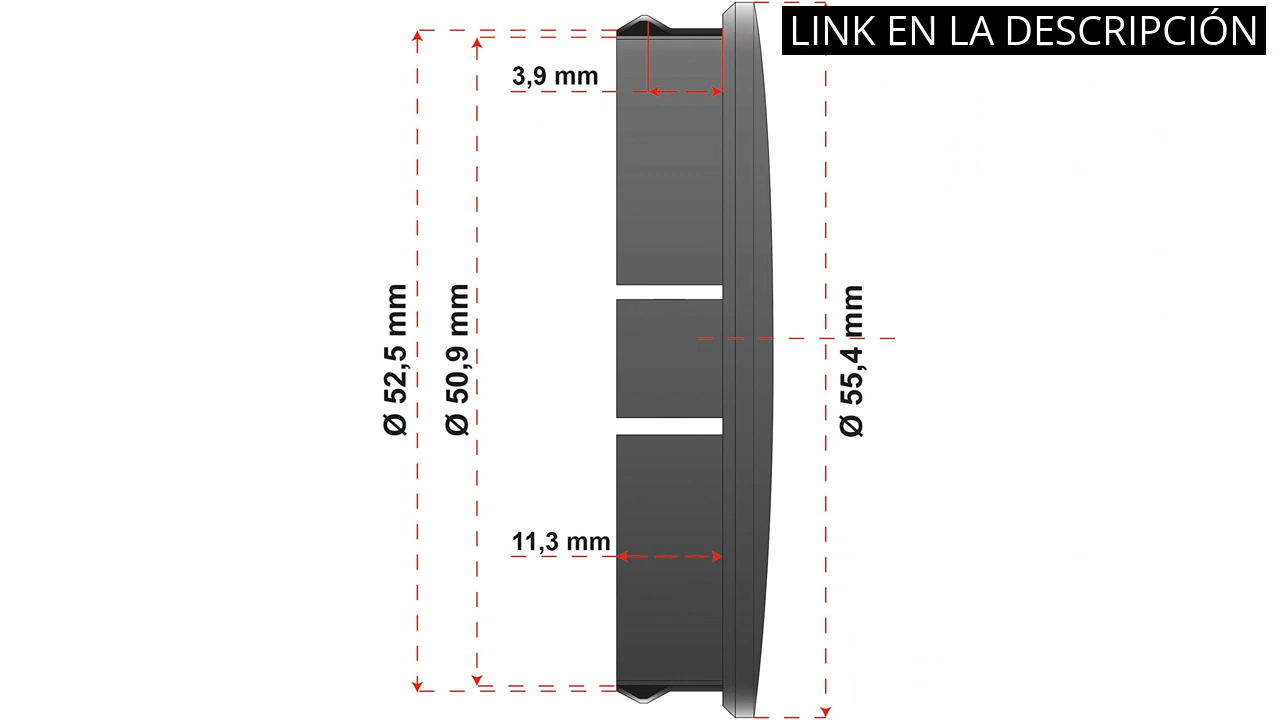 LINK EN LA DESCRIPCIÓN
3,9 mm
Ø 52,5 mm
Ø 50,9 mm
Ø 55,4 mm
11,3 mm